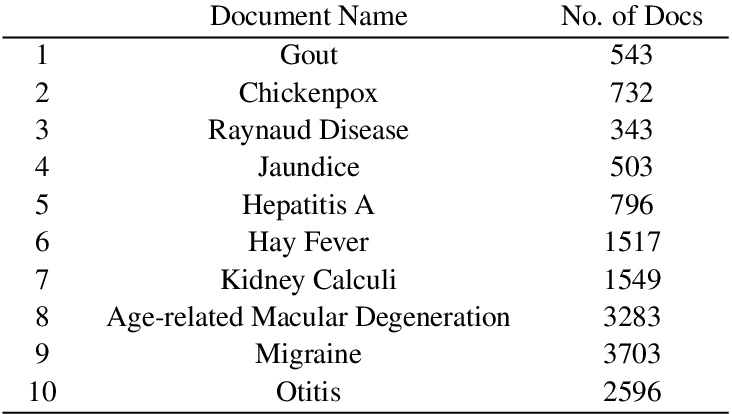 Document Name No. of Docs
1 Gout 543
2 Chickenpox 732
3 Raynaud Disease 343
4 Jaundice 503
5 Hepatitis A 796
6 Hay Fever 1517
7 Kidney Calculi 1549
8 Age-related Macular Degeneration 3283
9 Migraine 3703
10 Otitis 2596